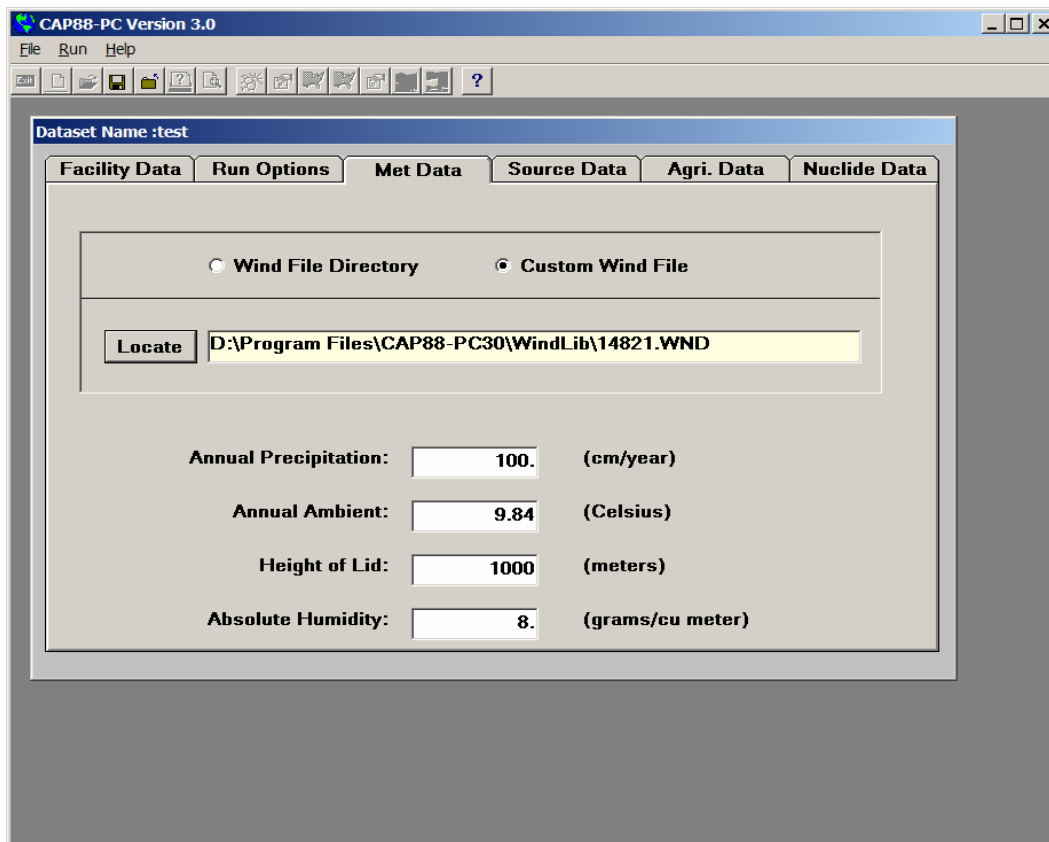 CAP88-PC Version 3.0
File Run Help
?
Dataset Name :test
Facility Data Run Options Met Data Source Data Agri. Data Nuclide Data
Wind File Directory Custom Wind File
Locate D:\Program Files\CAP88-PC30\WindLib\14821.WND
Annual Precipitation: 100. (cm/year)
Annual Ambient: 9.84 (Celsius)
Height of Lid: 1000 (meters)
Absolute Humidity: 8. (grams/cu meter)